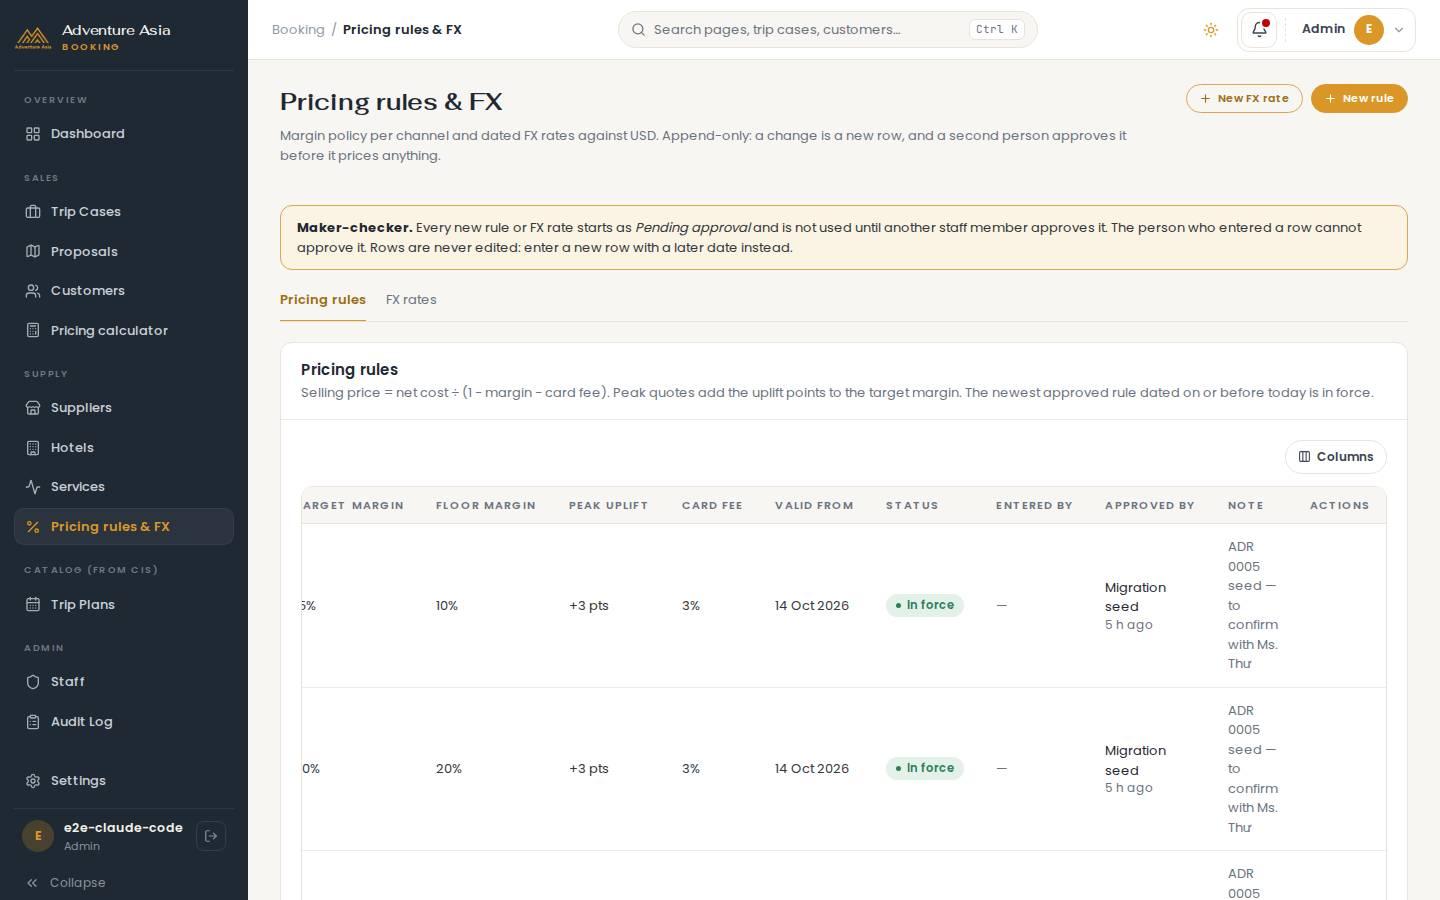 Adventure Asia
BOOKING
Adventure Asia
OVERVIEW
Dashboard
SALES
Trip Cases
Proposals
Customers
Pricing calculator
SUPPLY
Suppliers
Hotels
Services
Pricing rules & FX
CATALOG (FROM CIS)
Trip Plans
ADMIN
Staff
Audit Log
Settings
E
e2e-claude-code
Admin
Collapse
Booking / Pricing rules & FX
Search pages, trip cases, customers…
Ctrl K
Admin
E
Pricing rules & FX
+ New FX rate
+ New rule
Margin policy per channel and dated FX rates against USD. Append-only: a change is a new row, and a second person approves it
before it prices anything.
Maker-checker. Every new rule or FX rate starts as Pending approval and is not used until another staff member approves it. The person who entered a row cannot
approve it. Rows are never edited: enter a new row with a later date instead.
Pricing rules
FX rates
Pricing rules
Selling price = net cost ÷ (1 − margin − card fee). Peak quotes add the uplift points to the target margin. The newest approved rule dated on or before today is in force.
Columns
ARGET MARGIN FLOOR MARGIN PEAK UPLIFT CARD FEE VALID FROM STATUS ENTERED BY APPROVED BY NOTE ACTIONS
5% 10% +3 pts 3% 14 Oct 2026 In force —
Migration
seed
5 h ago
ADR
0005
seed —
to
confirm
with Ms.
Thư
0% 20% +3 pts 3% 14 Oct 2026 In force —
Migration
seed
5 h ago
ADR
0005
seed —
to
confirm
with Ms.
Thư
ADR
0005